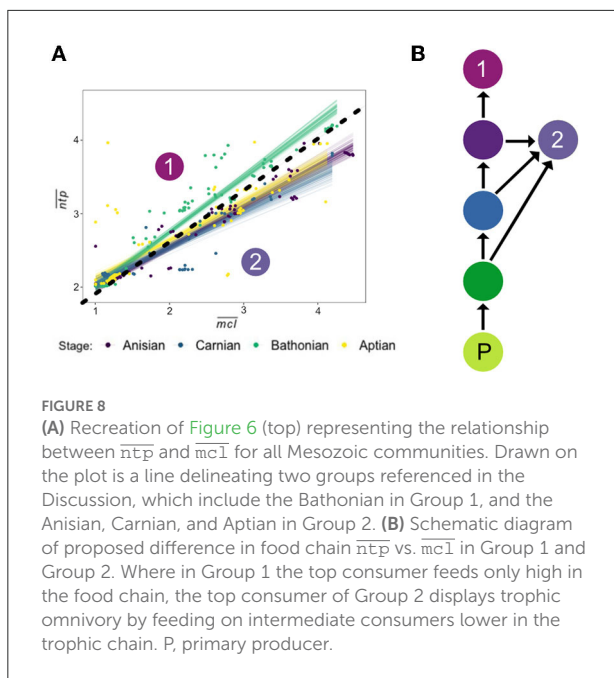 A
B
1
2
4
3
2
ntp
1
2
3
4
mcl
Stage: Anisian Carnian Bathonian Aptian
1
2
P
FIGURE 8
(A) Recreation of Figure 6 (top) representing the relationship
between ntp and mcl for all Mesozoic communities. Drawn on
the plot is a line delineating two groups referenced in the
Discussion, which include the Bathonian in Group 1, and the
Anisian, Carnian, and Aptian in Group 2. (B) Schematic diagram
of proposed difference in food chain ntp vs. mcl in Group 1 and
Group 2. Where in Group 1 the top consumer feeds only high in
the food chain, the top consumer of Group 2 displays trophic
omnivory by feeding on intermediate consumers lower in the
trophic chain. P, primary producer.